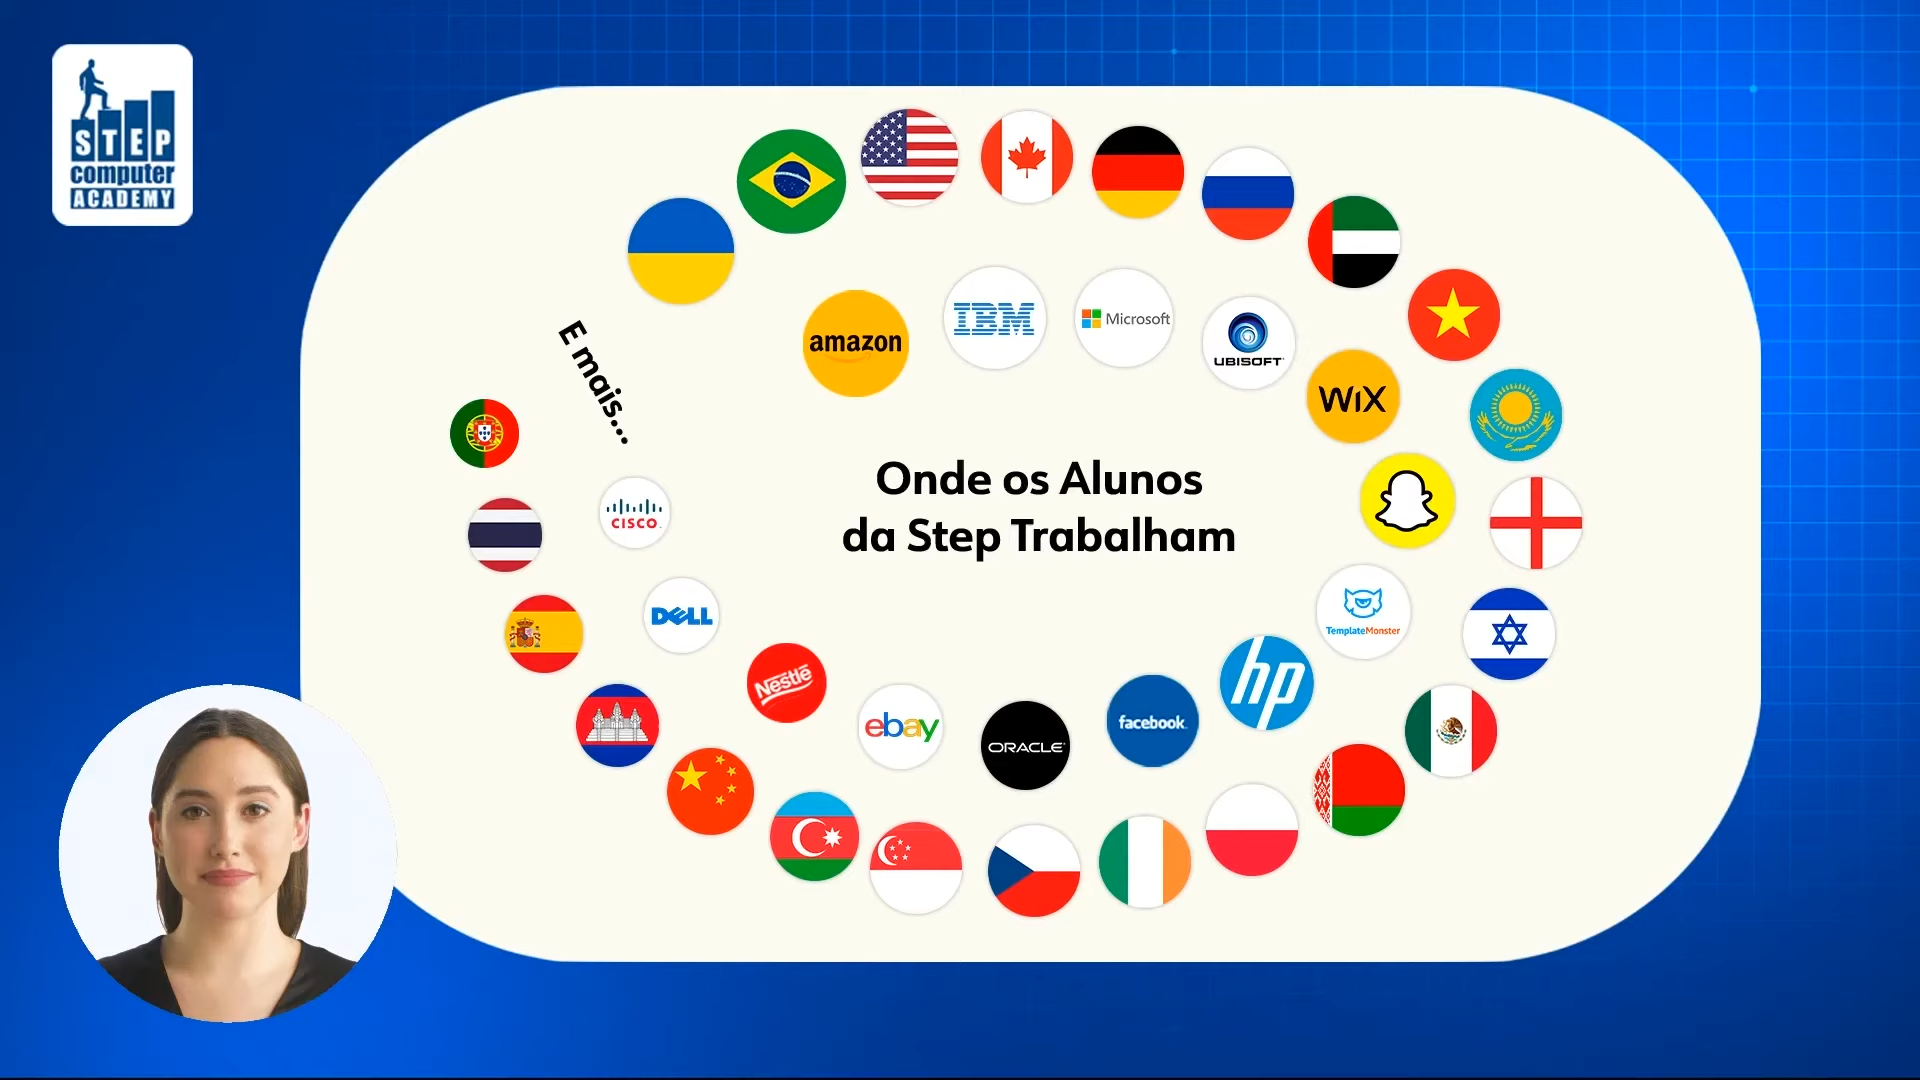 STEP
computer
ACADEMY
amazon
IBM
Microsoft
UBISOFT
WiX
E mais...
Onde os Alunos
da Step Trabalham
CISCO
DELL
TemplateMonster
Nestlé
hp
ebay
ORACLE
facebook